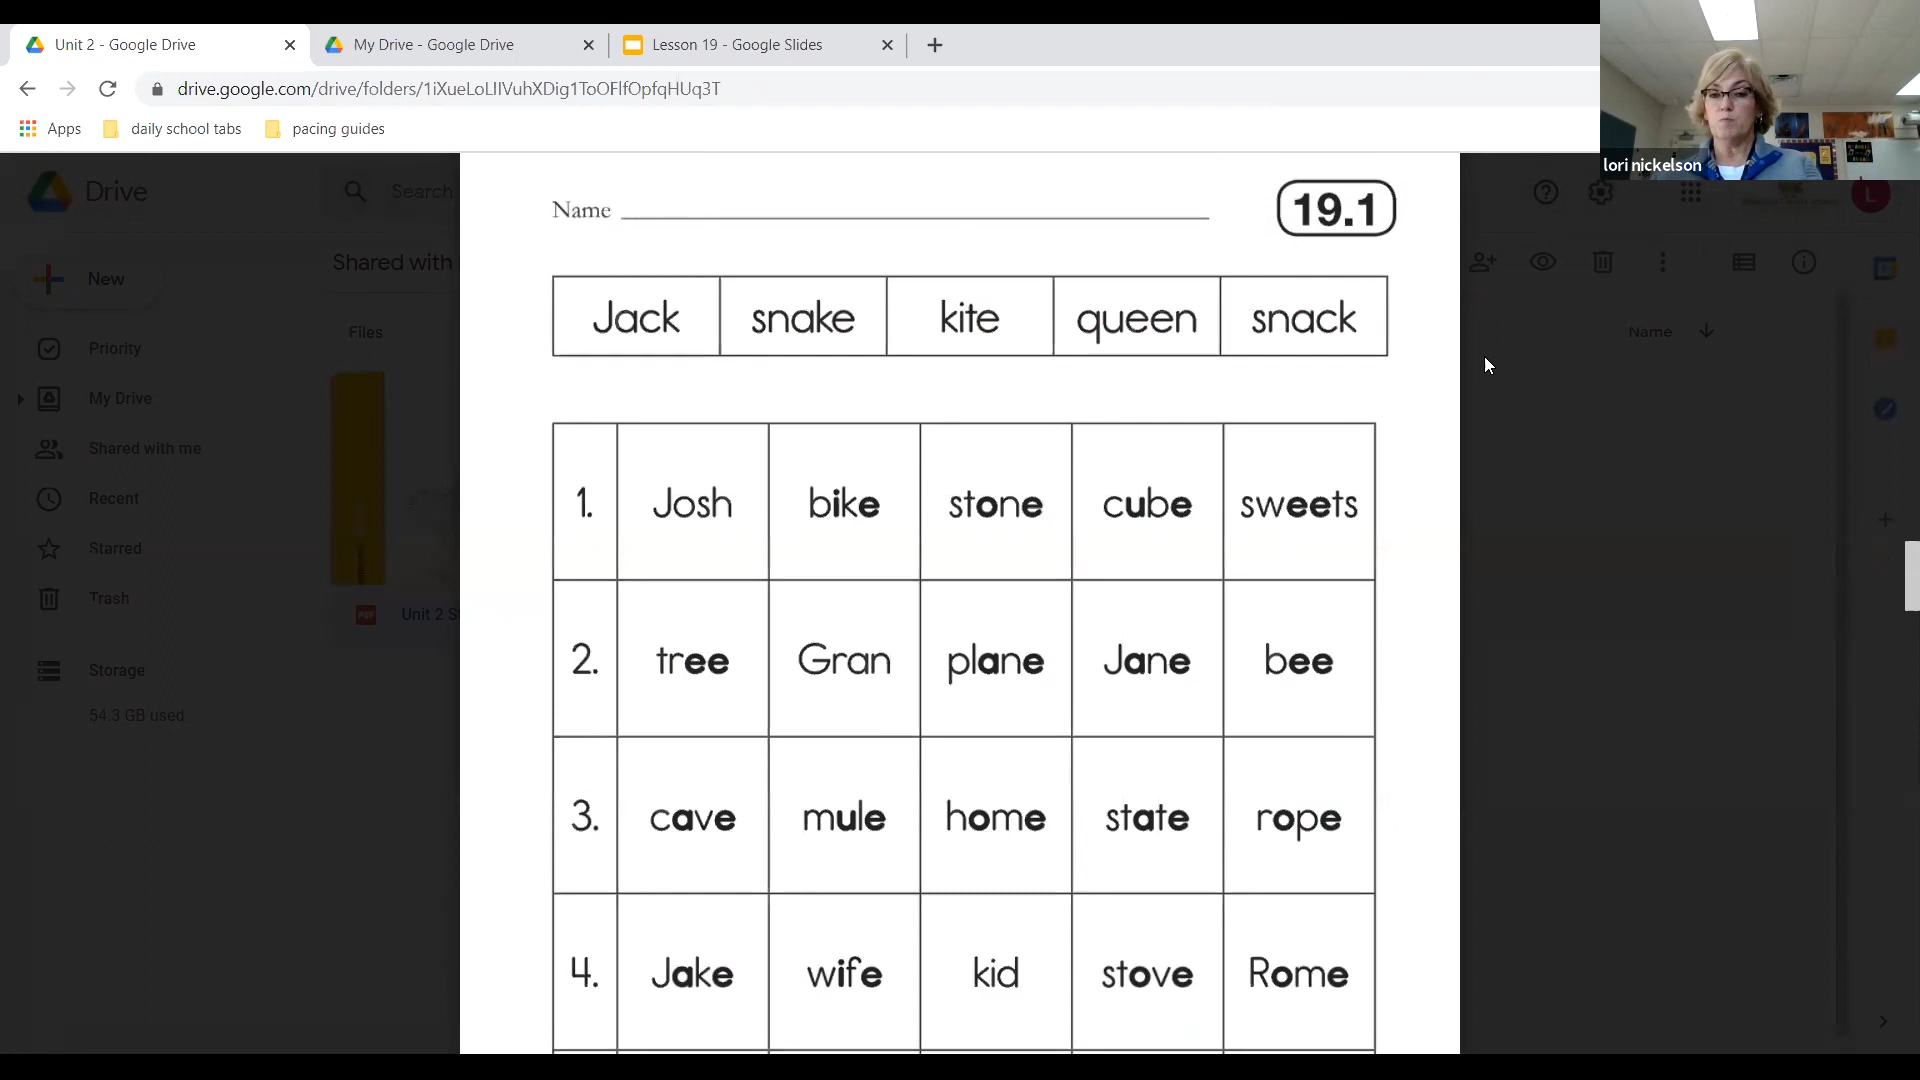 Unit 2 - Google Drive My Drive - Google Drive Lesson 19 - Google Slides
drive.google.com/drive/folders/1iXueLoLlIVuhXDig1ToOFlfOpfqHUq3T
Apps daily school tabs pacing guides
lori nickelson
Drive Search L
Name 19.1
Shared with
New
Files Name
Jack snake kite queen snack
Priority
My Drive
Shared with me
Recent
Starred
Trash
Unit 2 S
PDF
Storage
54.3 GB used
1. Josh bike stone cube sweets
2. tree Gran plane Jane bee
3. cave mule home state rope
4. Jake wife kid stove Rome